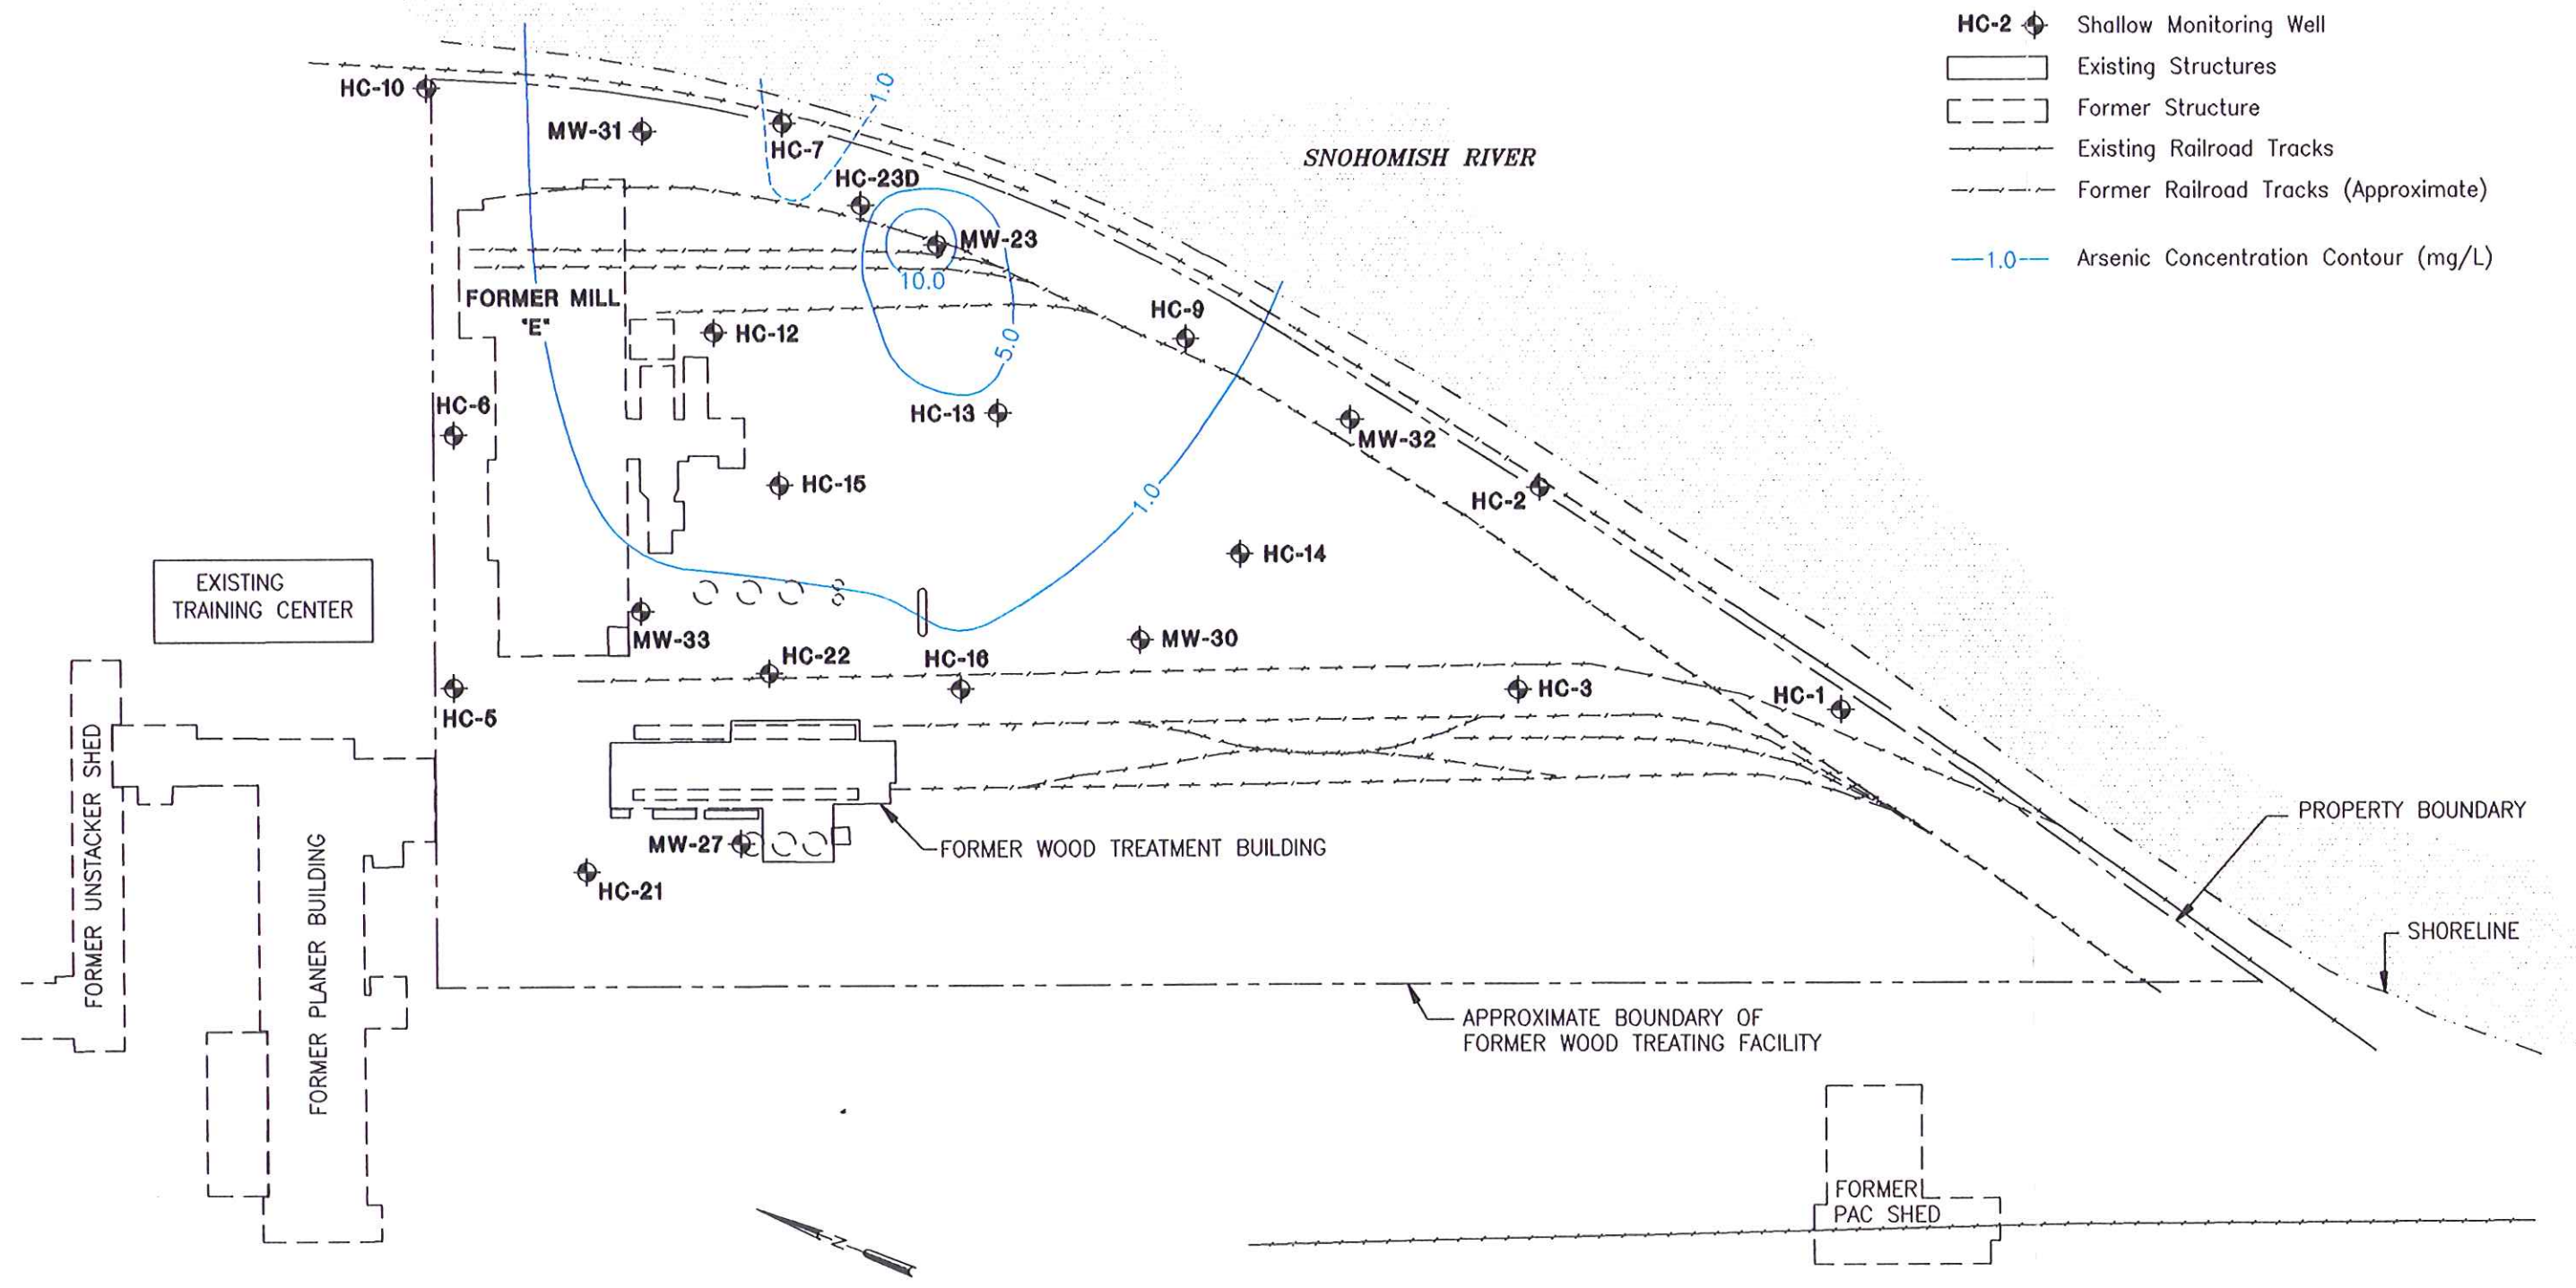 HC-2 Shallow Monitoring Well
Existing Structures
Former Structure
Existing Railroad Tracks
Former Railroad Tracks (Approximate)
1.0 Arsenic Concentration Contour (mg/L)
SNOHOMISH RIVER
HC-10
MW-31
HC-7
1.0
HC-23D
MW-23
10.0
5.0
FORMER MILL
"E"
HC-12
HC-9
HC-6
HC-13
MW-32
HC-15
1.0
HC-2
HC-14
EXISTING
TRAINING CENTER
MW-33
MW-30
HC-22
HC-16
HC-5
HC-3
HC-1
FORMER UNSTACKER SHED
FORMER PLANER BUILDING
MW-27
FORMER WOOD TREATMENT BUILDING
HC-21
PROPERTY BOUNDARY
SHORELINE
APPROXIMATE BOUNDARY OF
FORMER WOOD TREATING FACILITY
FORMER
PAC SHED
N